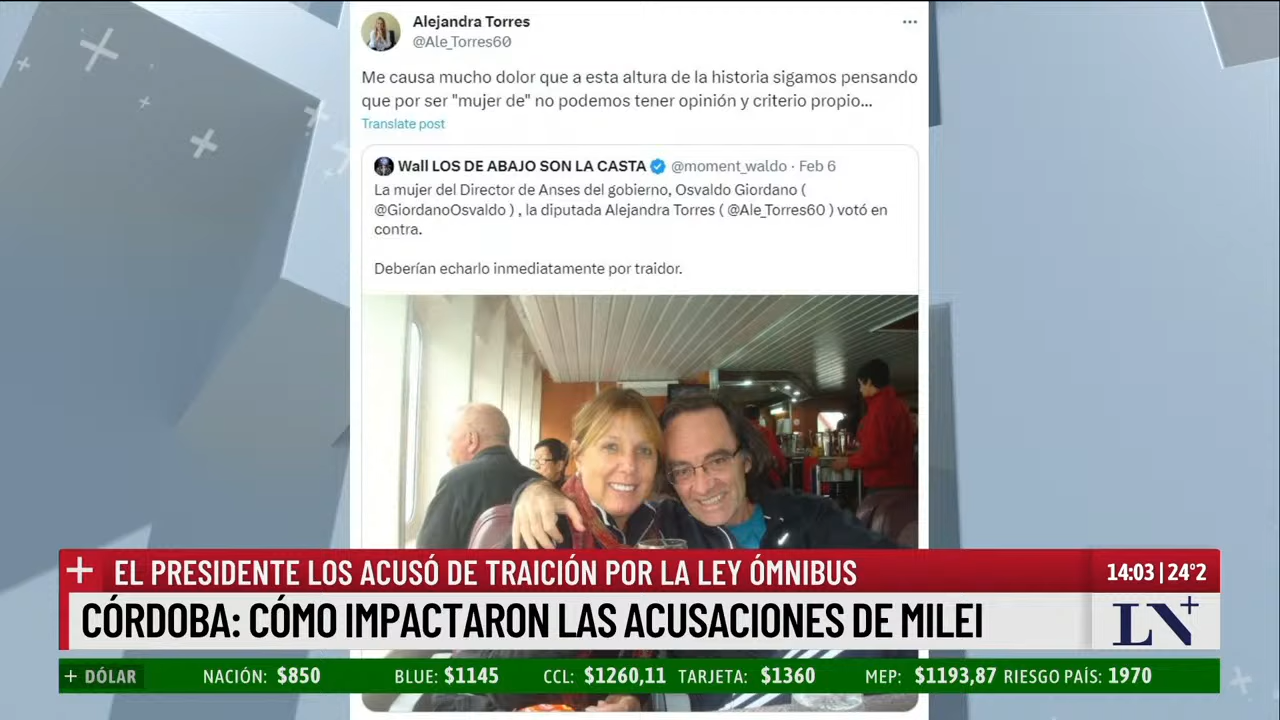 Alejandra Torres
@Ale_Torres60
Me causa mucho dolor que a esta altura de la historia sigamos pensando
que por ser "mujer de" no podemos tener opinión y criterio propio...
Translate post
Wall LOS DE ABAJO SON LA CASTA @moment_waldo · Feb 6
La mujer del Director de Anses del gobierno, Osvaldo Giordano (
@GiordanoOsvaldo ) , la diputada Alejandra Torres ( @Ale_Torres60 ) votó en
contra.
Deberían echarlo inmediatamente por traidor.
+ EL PRESIDENTE LOS ACUSÓ DE TRAICIÓN POR LA LEY ÓMNIBUS
14:03 | 24°2
CÓRDOBA: CÓMO IMPACTARON LAS ACUSACIONES DE MILEI
LN+
+ DÓLAR NACIÓN: $850 BLUE: $1145 CCL: $1260,11 TARJETA: $1360 MEP: $1193,87 RIESGO PAÍS: 1970